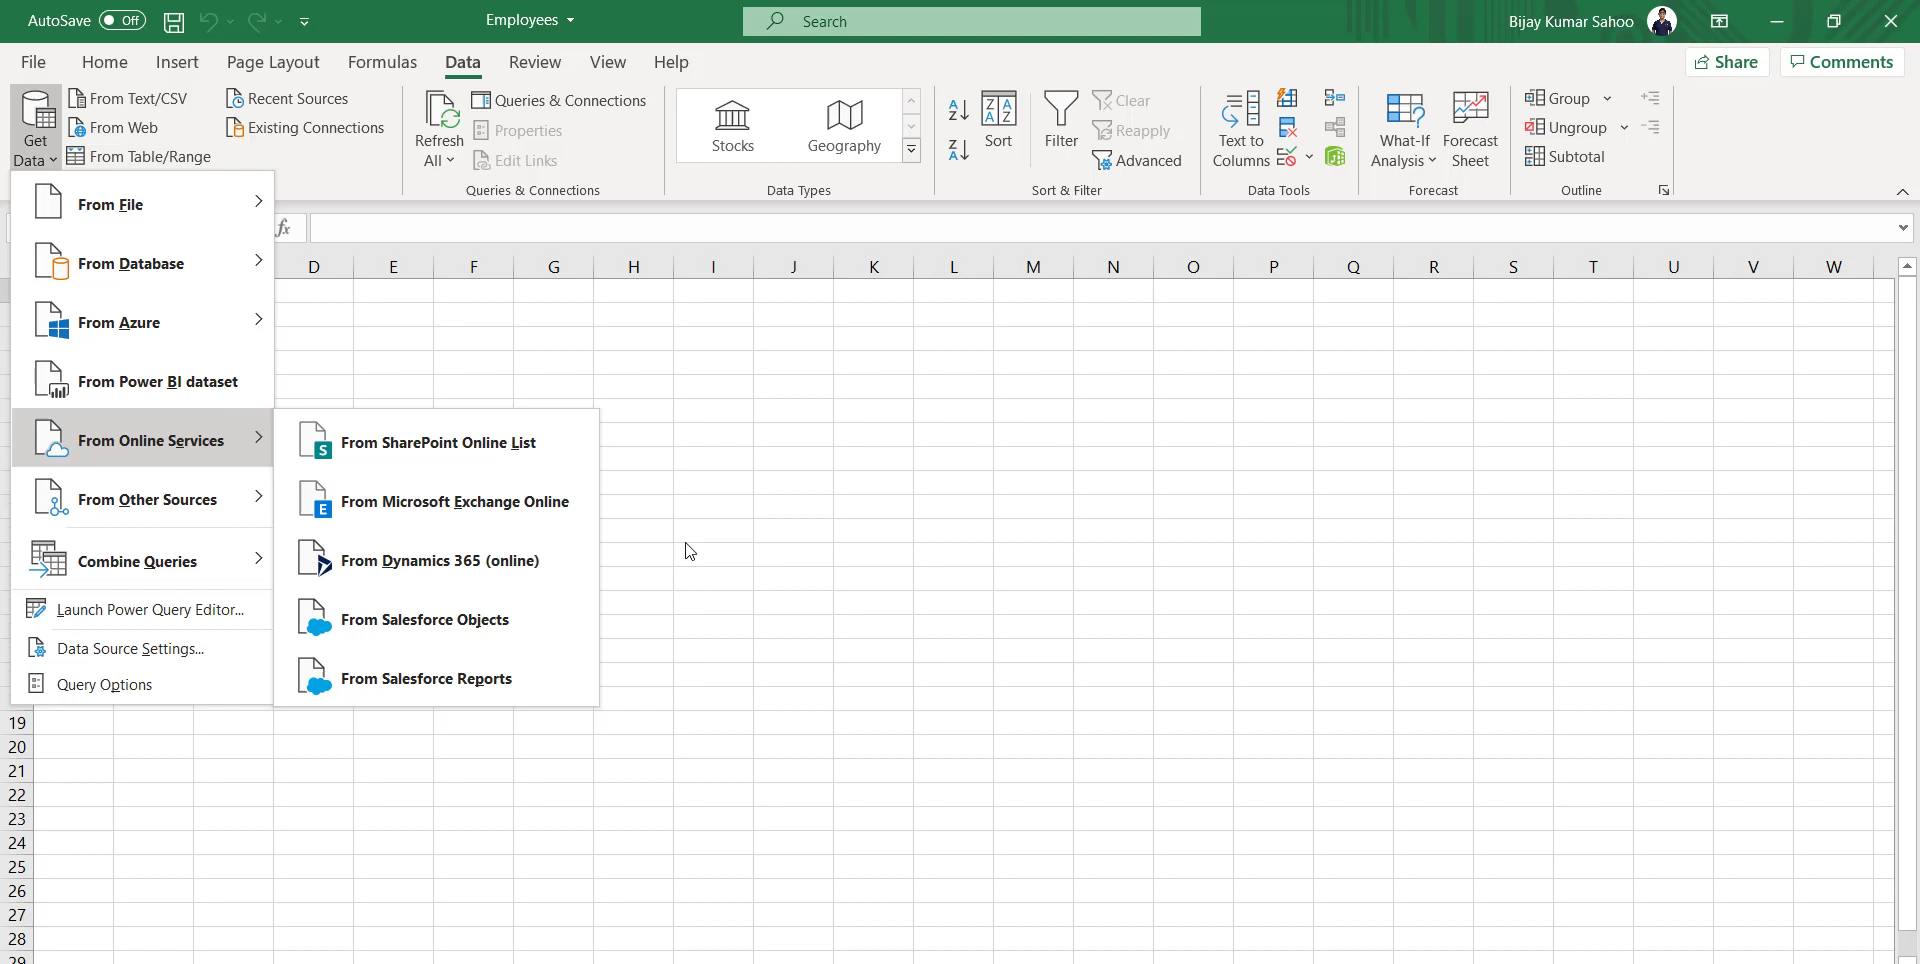 AutoSave Off Employees Search Bijay Kumar Sahoo
File Home Insert Page Layout Formulas Data Review View Help Share Comments
Get Data
From Text/CSV
From Web
From Table/Range
Recent Sources
Existing Connections
Refresh All
Queries & Connections
Properties
Edit Links
Queries & Connections
Stocks
Geography
Data Types
Sort
Filter
Clear
Reapply
Advanced
Sort & Filter
Text to Columns
Data Tools
What-If Analysis
Forecast Sheet
Forecast
Group
Ungroup
Subtotal
Outline
fx
D E F G H I J K L M N O P Q R S T U V W
From File
From Database
From Azure
From Power BI dataset
From Online Services
From Other Sources
Combine Queries
Launch Power Query Editor...
Data Source Settings...
Query Options
From SharePoint Online List
From Microsoft Exchange Online
From Dynamics 365 (online)
From Salesforce Objects
From Salesforce Reports
19
20
21
22
23
24
25
26
27
28
29